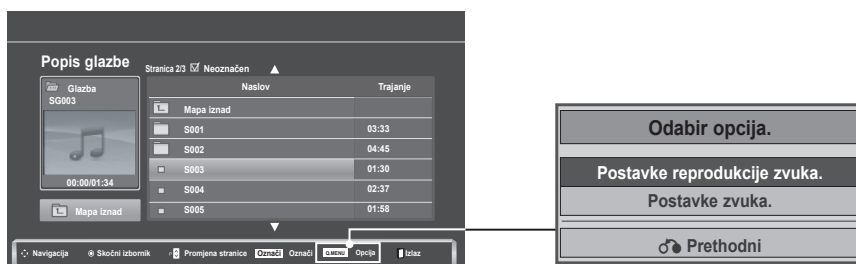 Popis glazbe
Stranica 2/3 Neoznačen
Glazba
SG003
00:00/01:34
Mapa iznad
Naslov Trajanje
Mapa iznad
S001 03:33
S002 04:45
S003 01:30
S004 02:37
S005 01:58
Navigacija Skočni izbornik P Promjena stranice Označi Označi Q.MENU Opcija Izlaz
Odabir opcija.
Postavke reprodukcije zvuka.
Postavke zvuka.
Prethodni